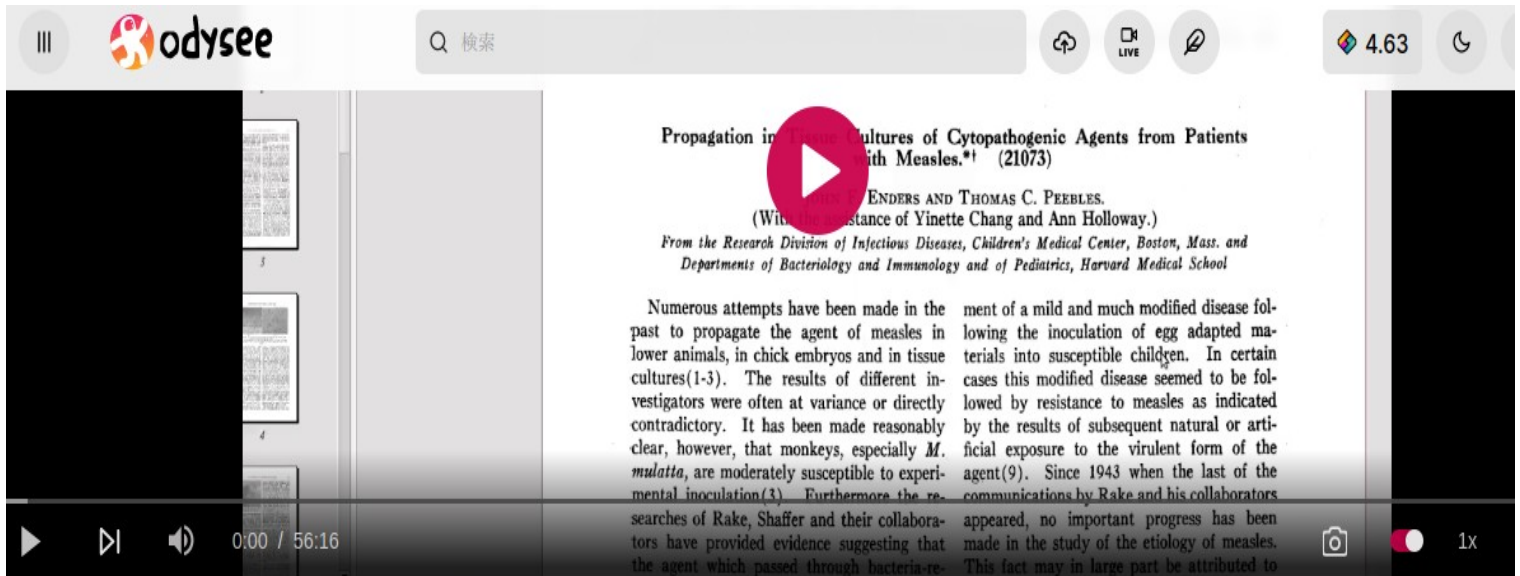 odysee
検索
LIVE
4.63
Propagation in Tissue Cultures of Cytopathogenic Agents from Patients
with Measles.*† (21073)
F. ENDERS AND THOMAS C. PEEBLES.
(With the assistance of Yinette Chang and Ann Holloway.)
From the Research Division of Infectious Diseases, Children's Medical Center, Boston, Mass. and
Departments of Bacteriology and Immunology and of Pediatrics, Harvard Medical School
Numerous attempts have been made in the
past to propagate the agent of measles in
lower animals, in chick embryos and in tissue
cultures(1-3). The results of different in-
vestigators were often at variance or directly
contradictory. It has been made reasonably
clear, however, that monkeys, especially M.
mulatta, are moderately susceptible to experi-
mental inoculation(3). Furthermore the re-
searches of Rake, Shaffer and their collabora-
tors have provided evidence suggesting that
the agent which passed through bacteria-re-
ment of a mild and much modified disease fol-
lowing the inoculation of egg adapted ma-
terials into susceptible children. In certain
cases this modified disease seemed to be fol-
lowed by resistance to measles as indicated
by the results of subsequent natural or arti-
ficial exposure to the virulent form of the
agent(9). Since 1943 when the last of the
communications by Rake and his collaborators
appeared, no important progress has been
made in the study of the etiology of measles.
This fact may in large part be attributed to
3
4
0:00 / 56:16
1x